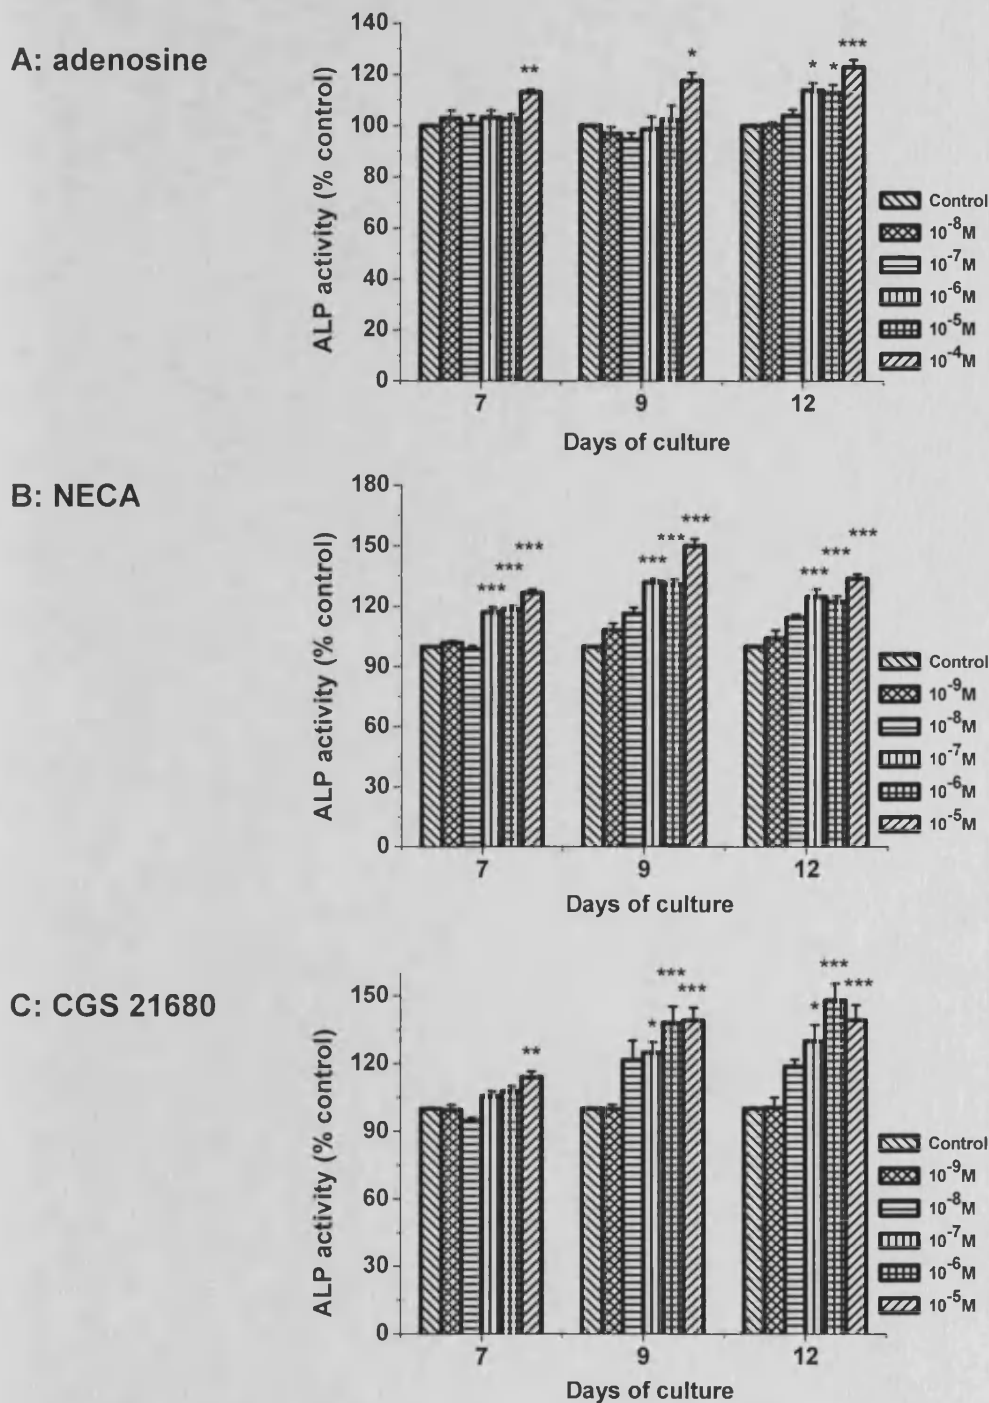 A: adenosine
ALP activity (% control)
140
120
100
80
60
40
20
0
** * * * ***
7 9 12
Days of culture
Control
10⁻⁸M
10⁻⁷M
10⁻⁶M
10⁻⁵M
10⁻⁴M
B: NECA
ALP activity (% control)
180
150
120
90
60
30
0
*** *** *** *** *** *** *** *** ***
7 9 12
Days of culture
Control
10⁻⁹M
10⁻⁸M
10⁻⁷M
10⁻⁶M
10⁻⁵M
C: CGS 21680
ALP activity (% control)
150
120
90
60
30
0
** * *** *** * *** ***
7 9 12
Days of culture
Control
10⁻⁹M
10⁻⁸M
10⁻⁷M
10⁻⁶M
10⁻⁵M